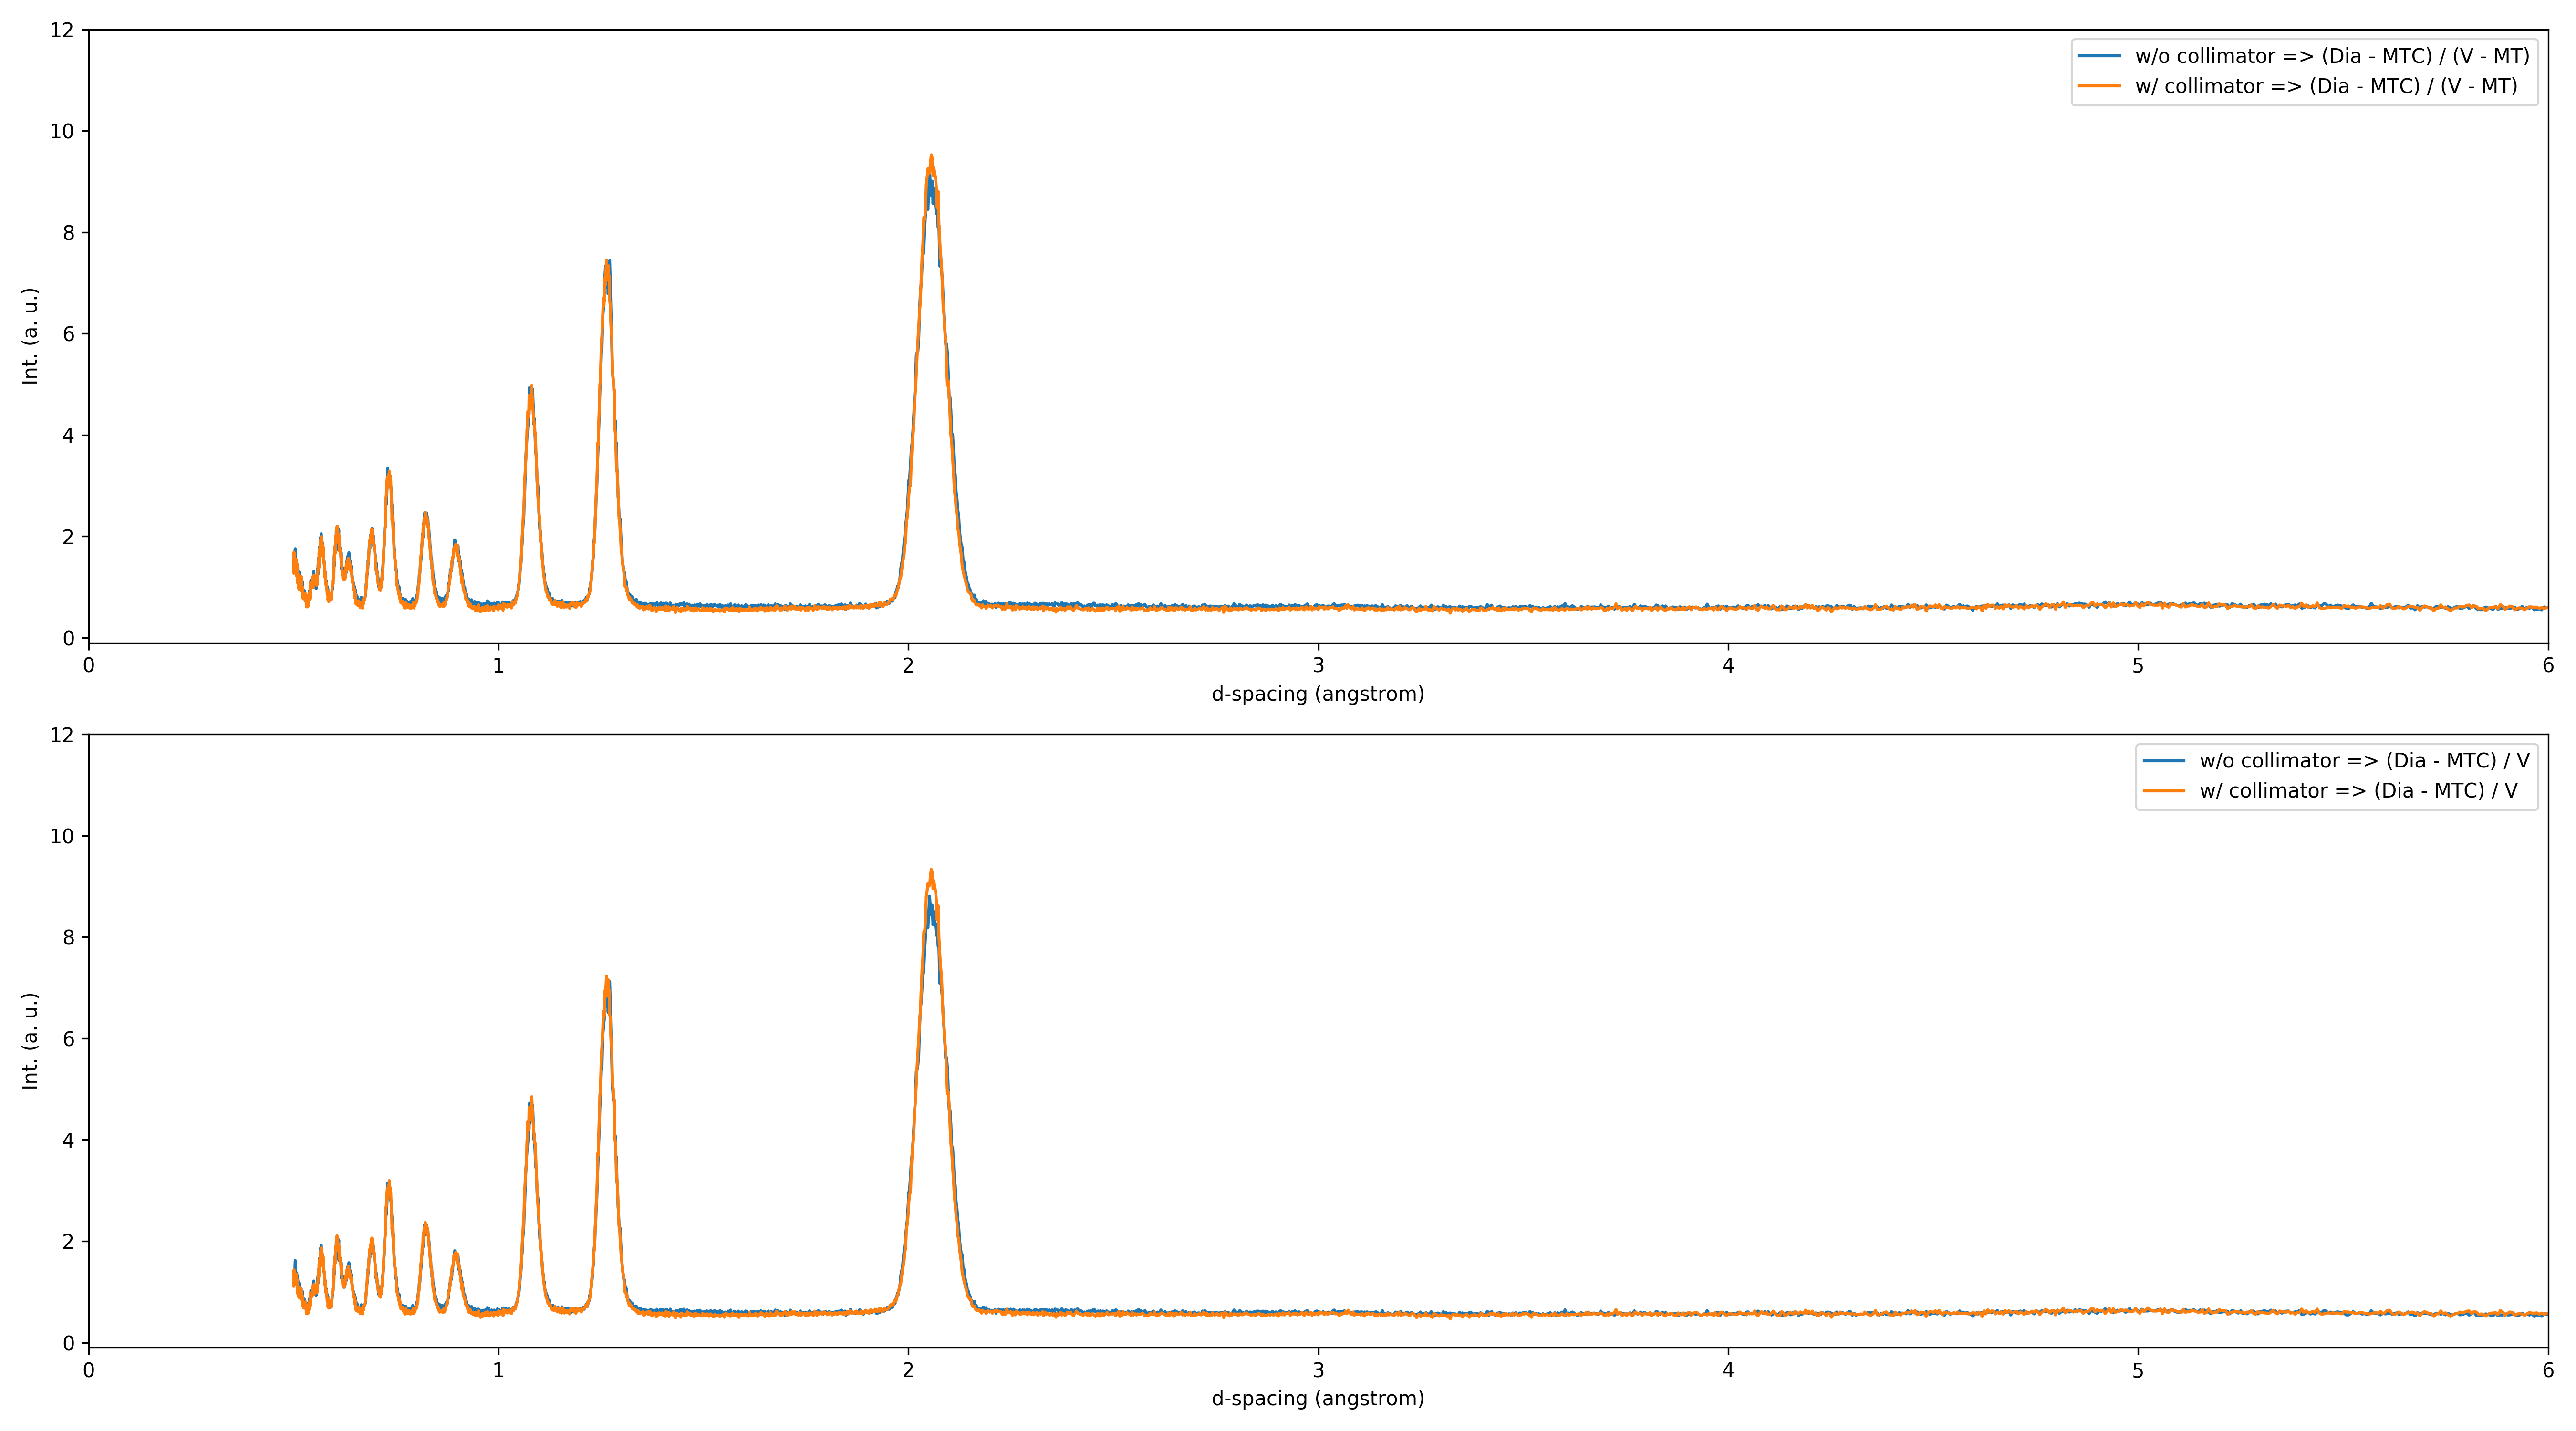 12
10
8
6
4
2
0
Int. (a. u.)
w/o collimator => (Dia - MTC) / (V - MT)
w/ collimator => (Dia - MTC) / (V - MT)
0 1 2 3 4 5 6
d-spacing (angstrom)
12
10
8
6
4
2
0
Int. (a. u.)
w/o collimator => (Dia - MTC) / V
w/ collimator => (Dia - MTC) / V
0 1 2 3 4 5 6
d-spacing (angstrom)